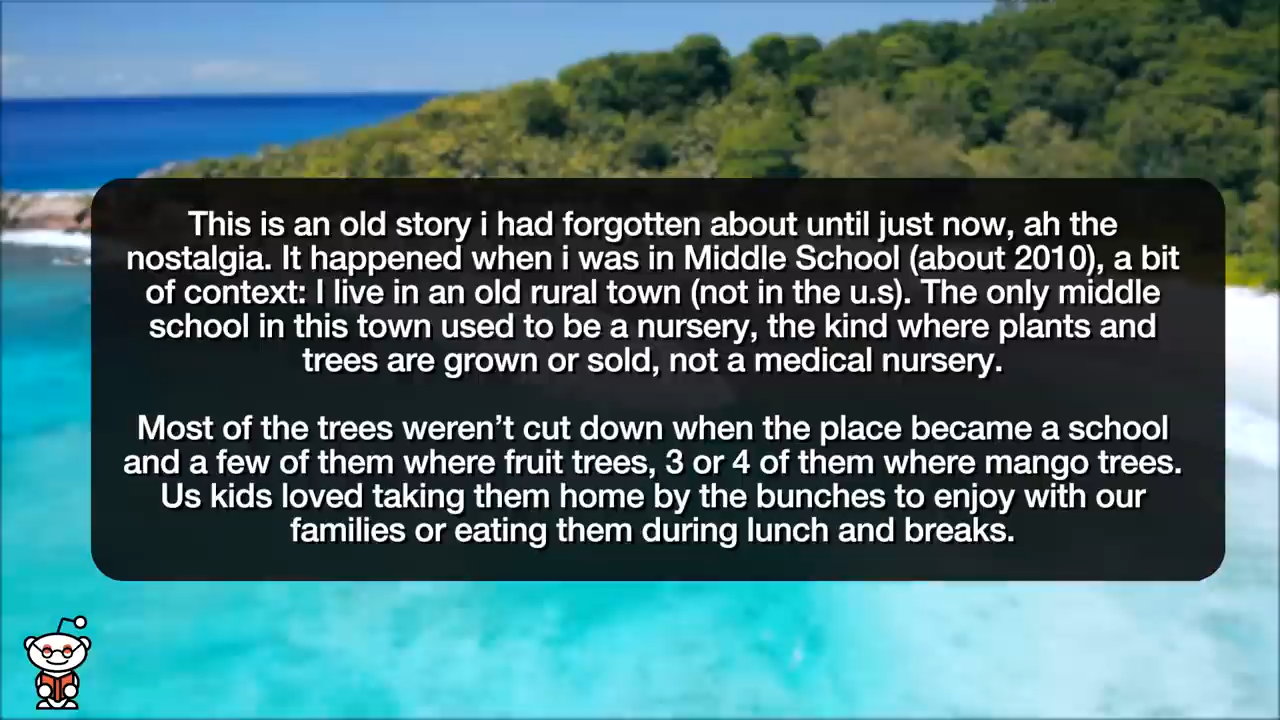 This is an old story i had forgotten about until just now, ah the
nostalgia. It happened when i was in Middle School (about 2010), a bit
of context: I live in an old rural town (not in the u.s). The only middle
school in this town used to be a nursery, the kind where plants and
trees are grown or sold, not a medical nursery.
Most of the trees weren’t cut down when the place became a school
and a few of them where fruit trees, 3 or 4 of them where mango trees.
Us kids loved taking them home by the bunches to enjoy with our
families or eating them during lunch and breaks.